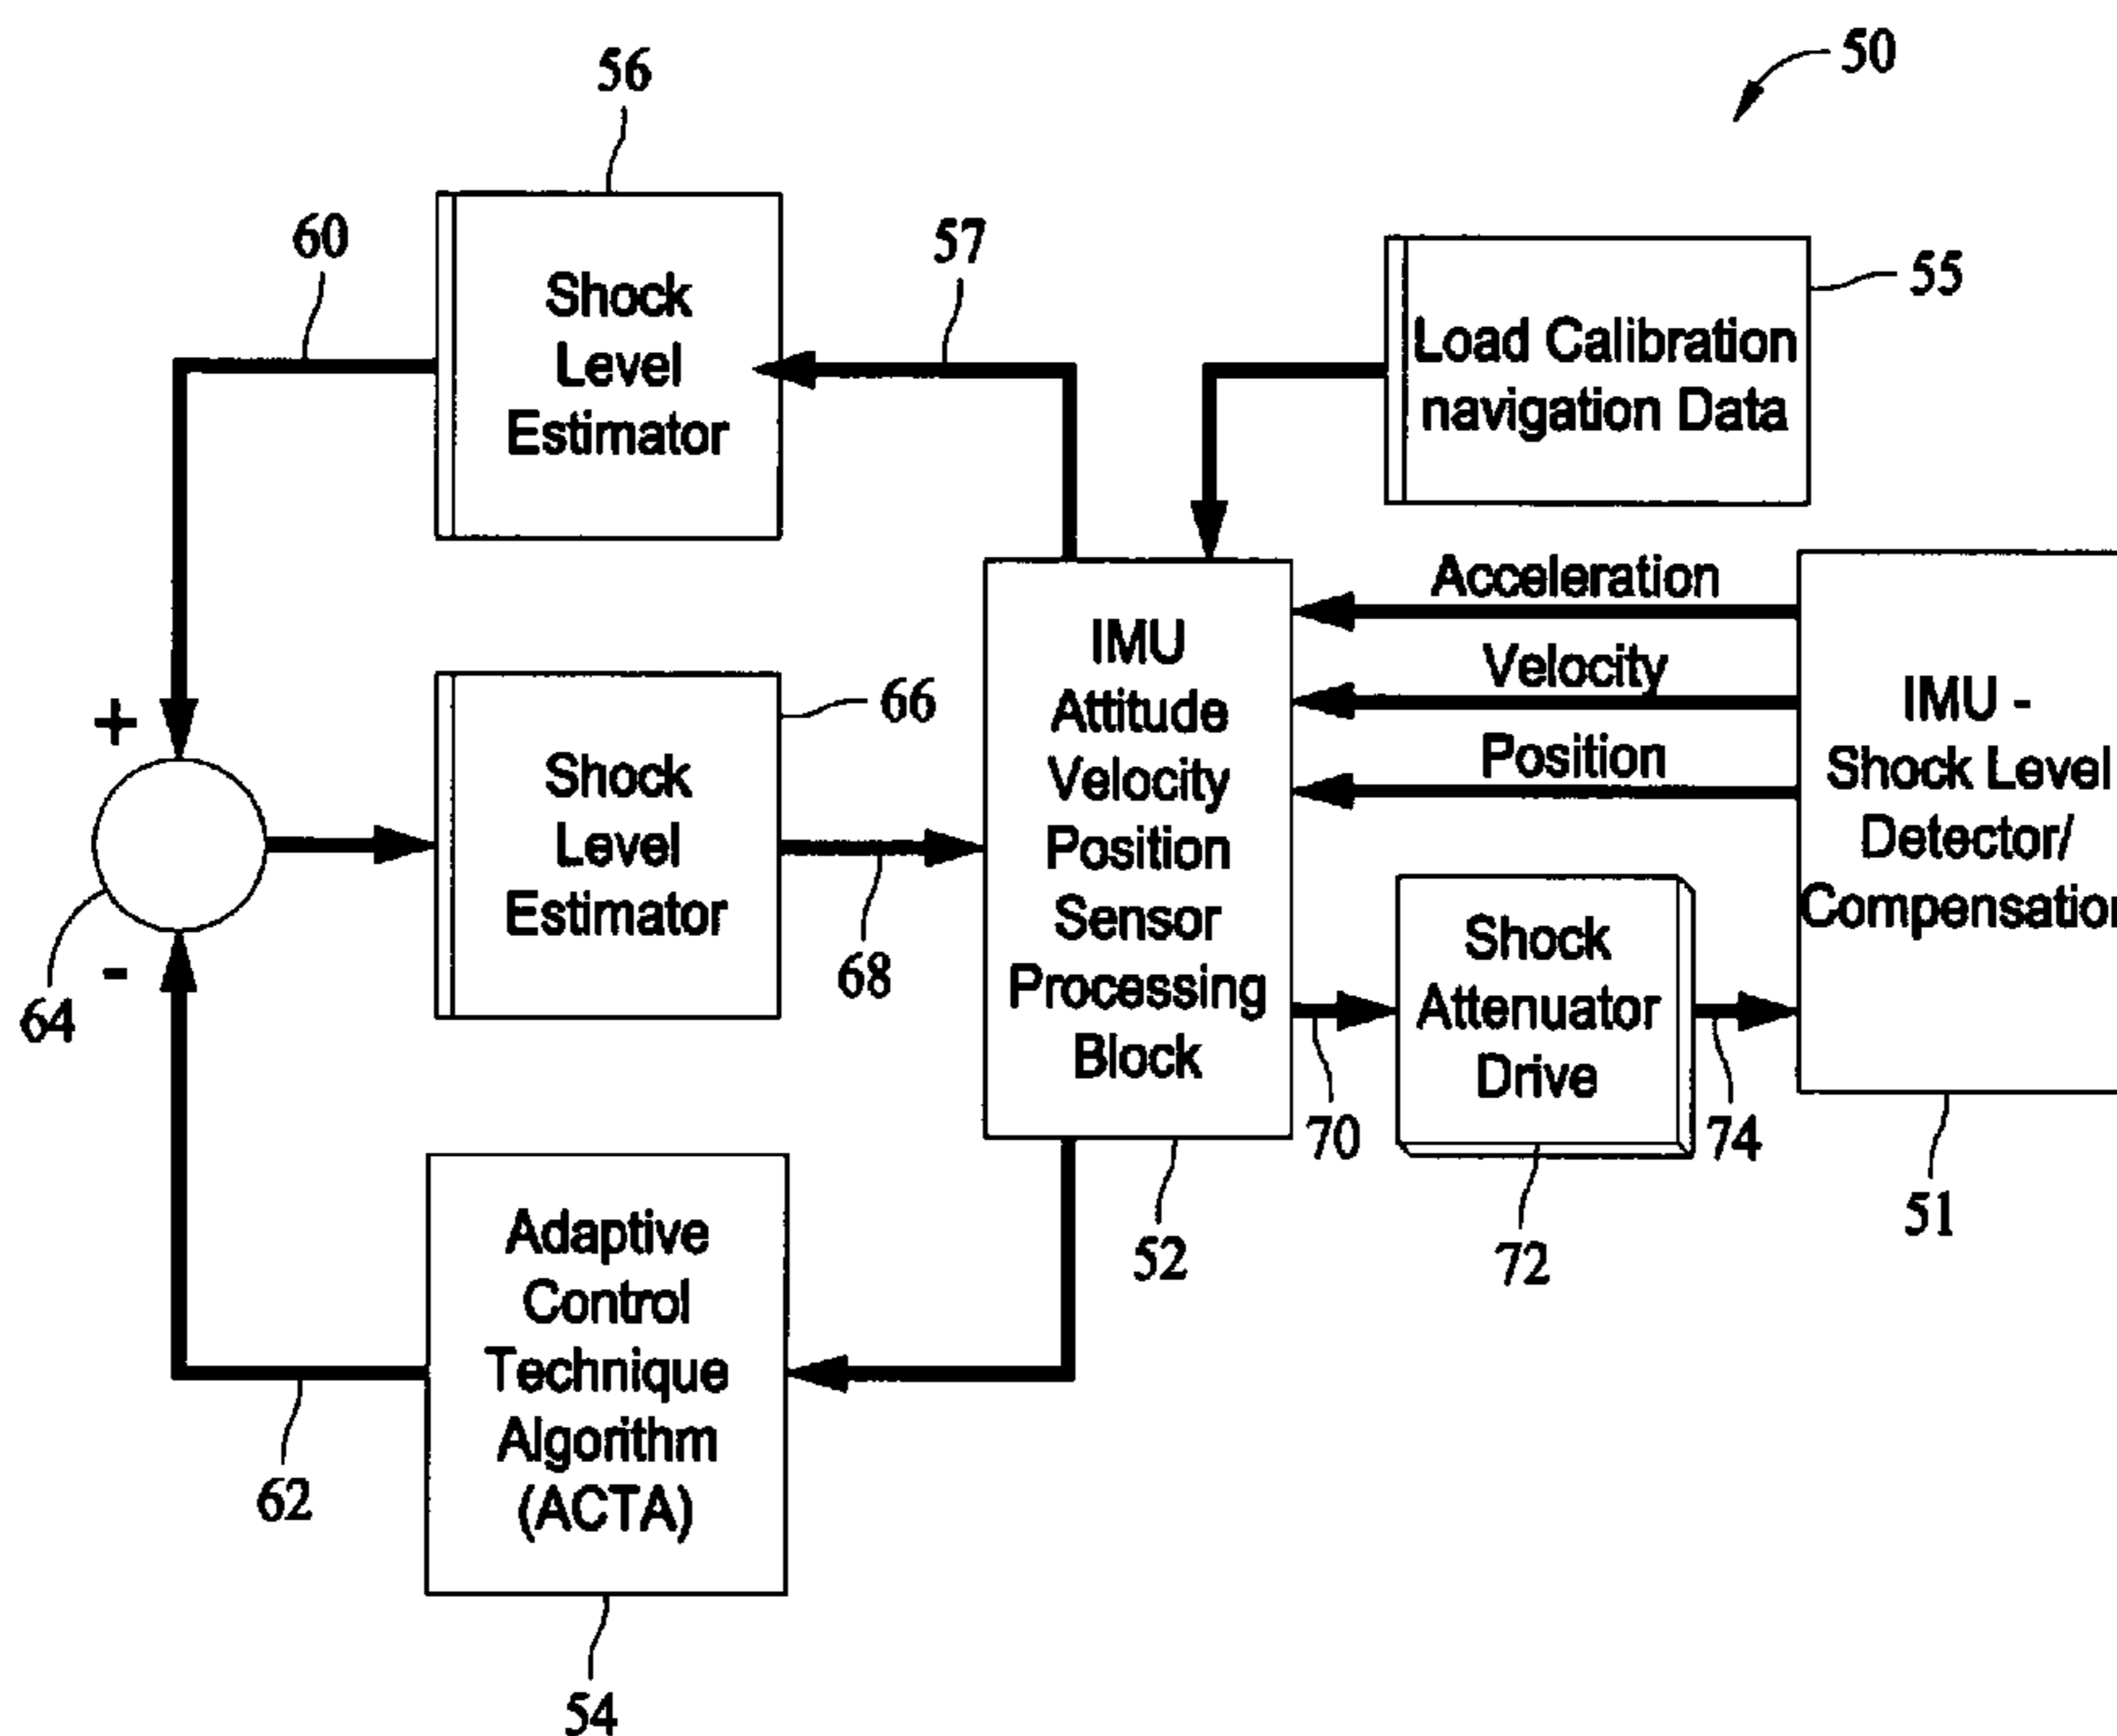 50
56
60
57
55
Shock
Level
Estimator
Load Calibration
navigation Data
Acceleration
Velocity
Position
IMU -
Shock Level
Detector/
Compensation
51
IMU
Attitude
Velocity
Position
Sensor
Processing
Block
52
+
-
64
Shock
Level
Estimator
66
68
70
Shock
Attenuator
Drive
72
74
Adaptive
Control
Technique
Algorithm
(ACTA)
62
54